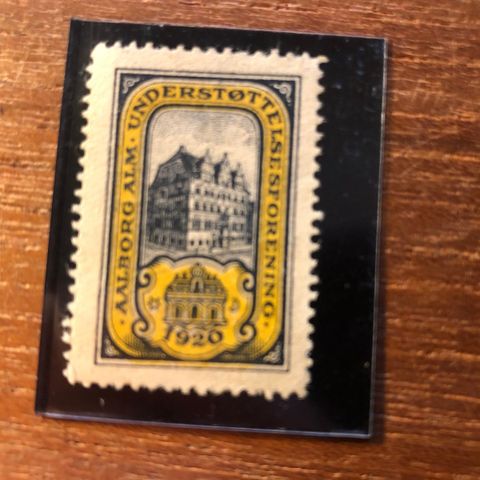 AALBORG ALM · UNDERSTØTTELSESFORENING ·
1920